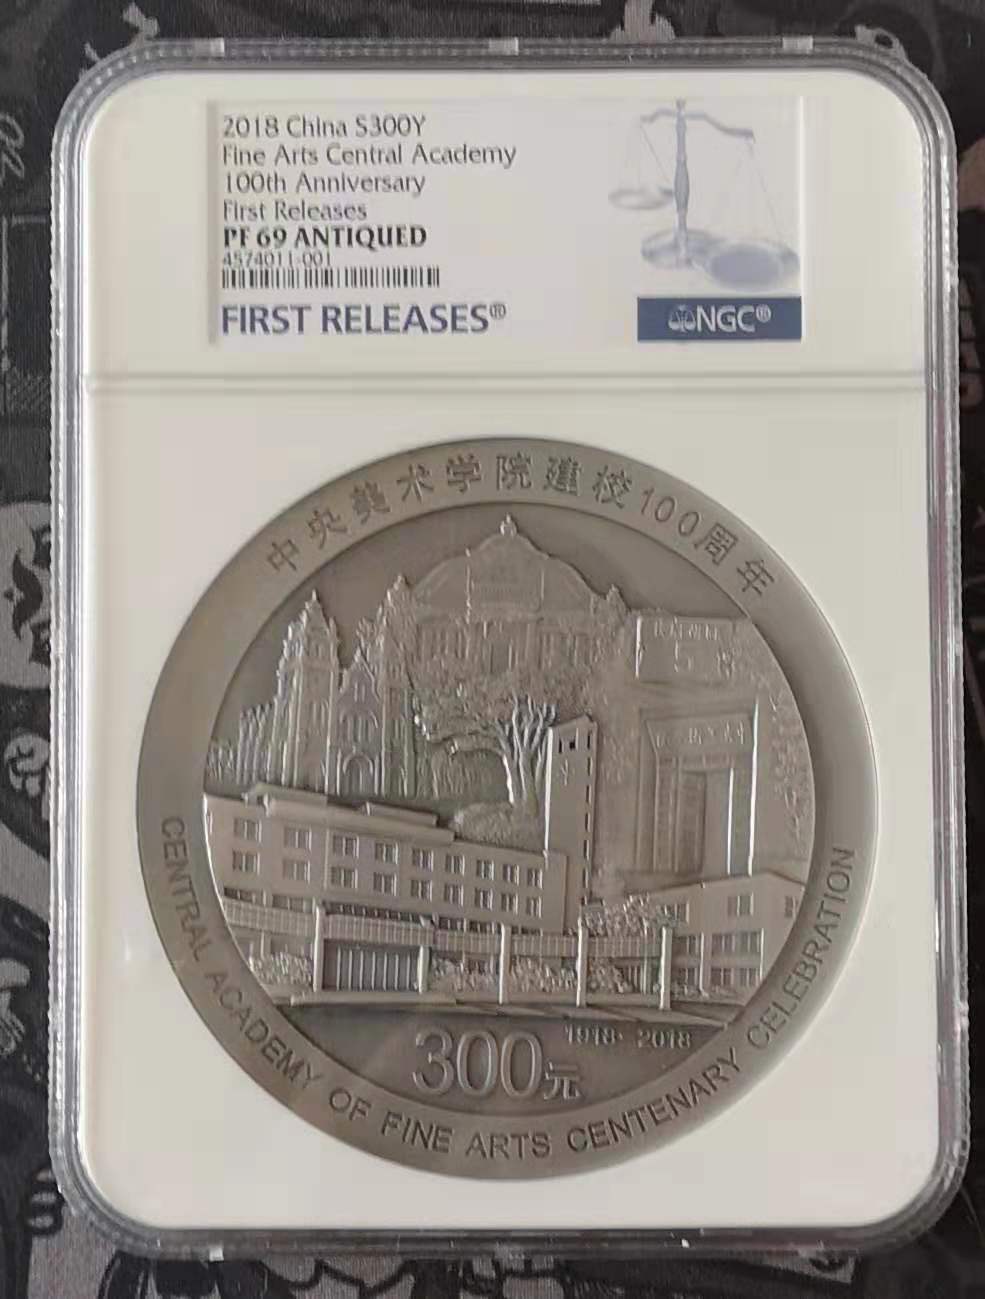 2018 China S300Y
Fine Arts Central Academy
100th Anniversary
First Releases
PF 69 ANTIQUED
4574011-001
FIRST RELEASES®
NGC®
中央美术学院建校100周年
300元
1918-2018
CENTRAL ACADEMY OF FINE ARTS CENTENARY CELEBRATION